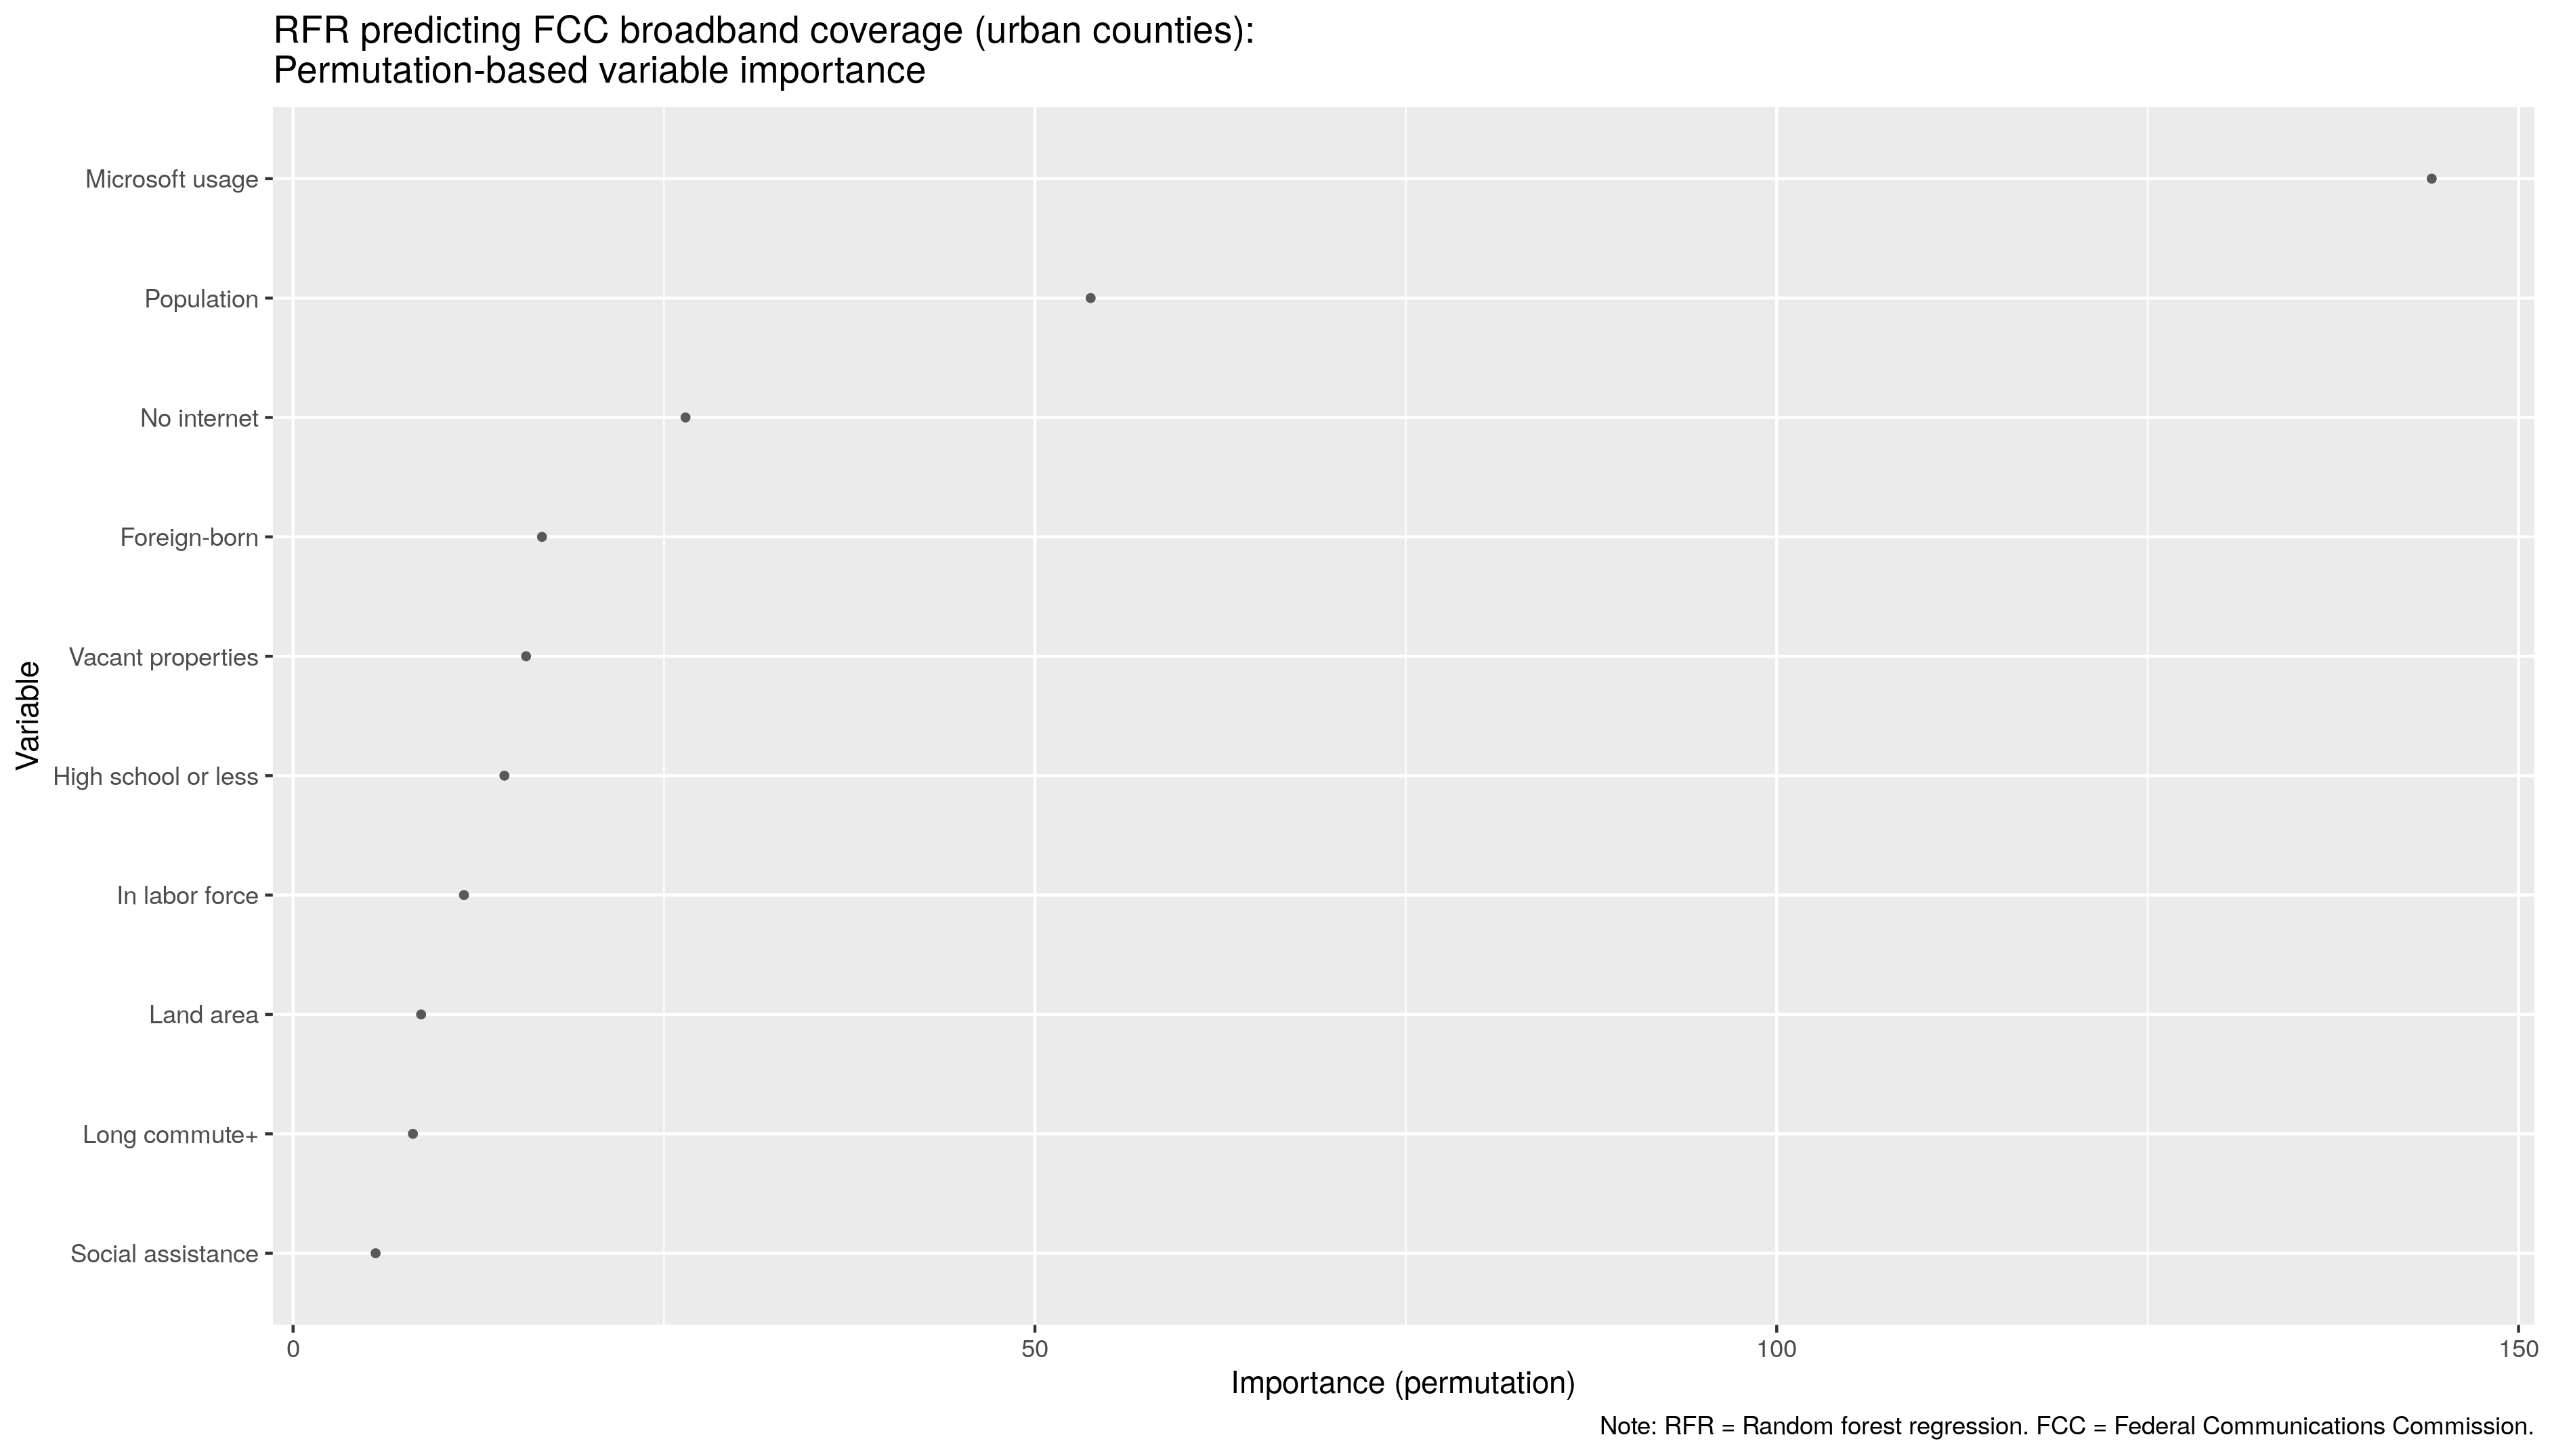 RFR predicting FCC broadband coverage (urban counties):
Permutation-based variable importance
Variable
Microsoft usage
Population
No internet
Foreign-born
Vacant properties
High school or less
In labor force
Land area
Long commute+
Social assistance
0 50 100 150
Importance (permutation)
Note: RFR = Random forest regression. FCC = Federal Communications Commission.